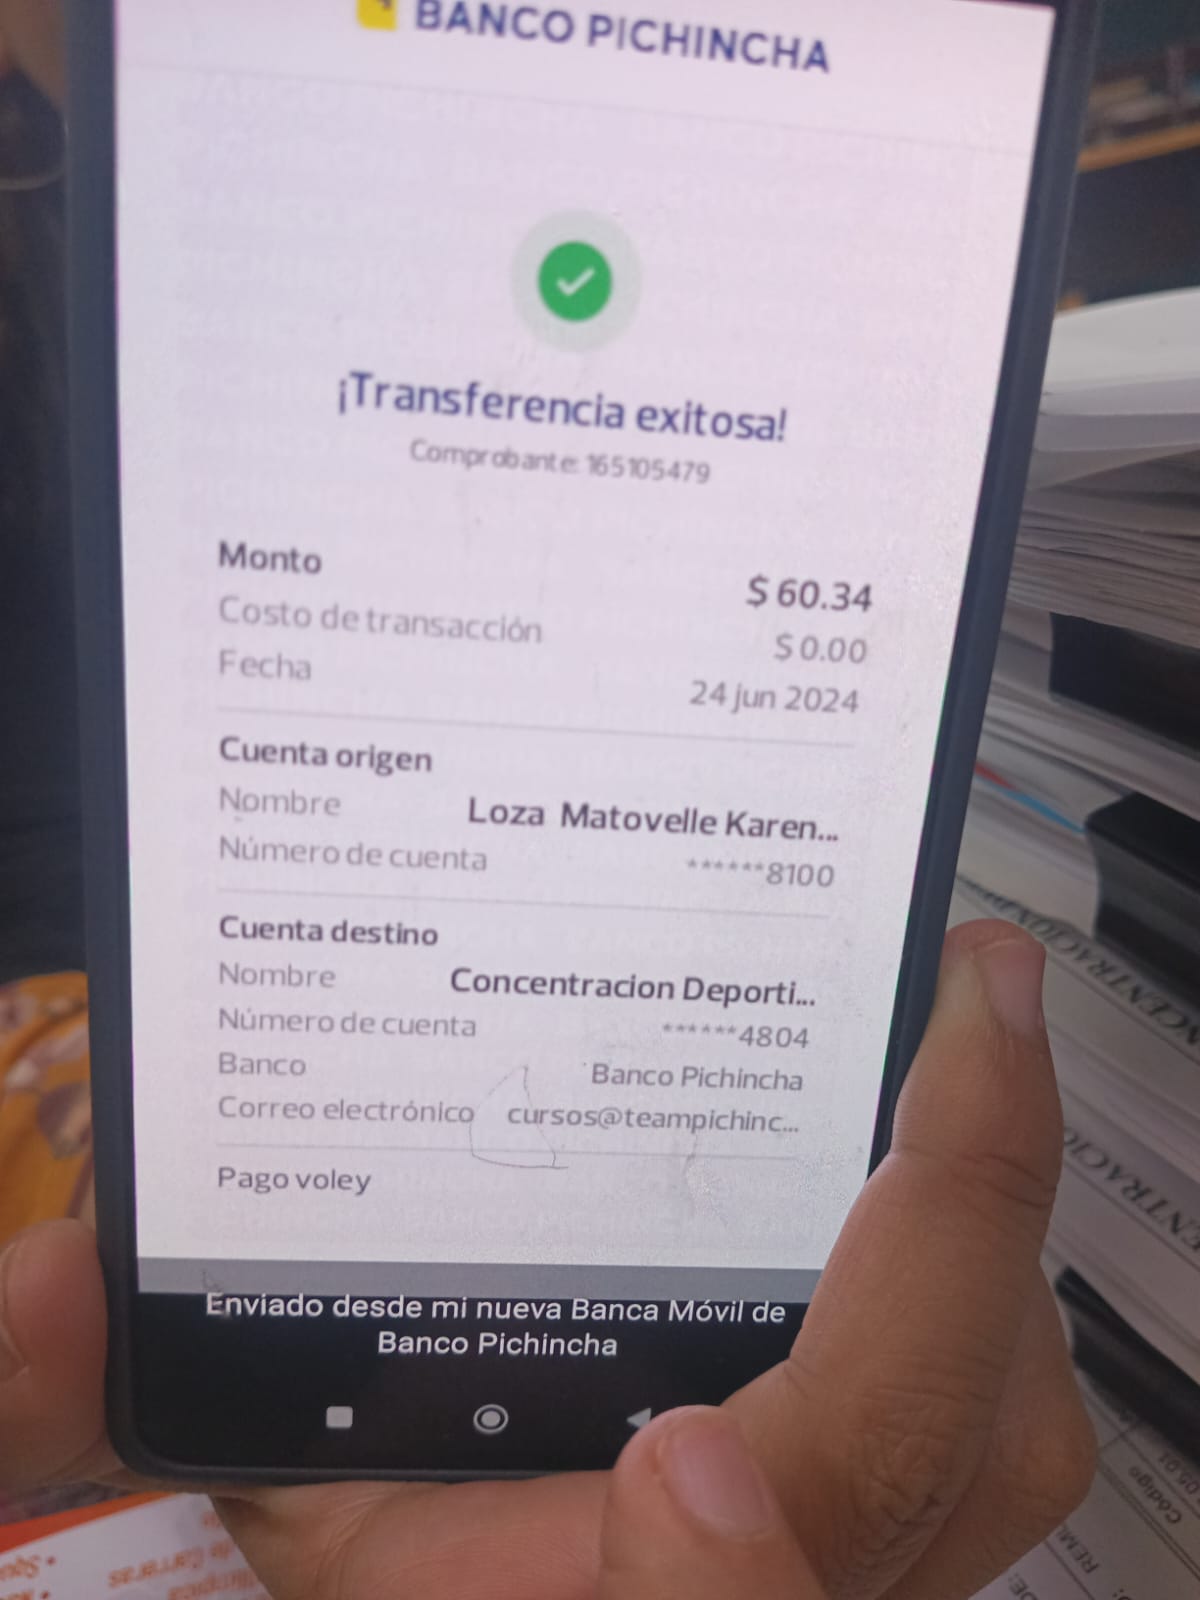 BANCO PICHINCHA
¡Transferencia exitosa!
Comprobante: 165105479
Monto $ 60.34
Costo de transacción $ 0.00
Fecha 24 jun 2024
Cuenta origen
Nombre Loza Matovelle Karen...
Número de cuenta ******8100
Cuenta destino
Nombre Concentracion Deporti...
Número de cuenta ******4804
Banco Banco Pichincha
Correo electrónico cursos@teampichinc...
Pago voley
Enviado desde mi nueva Banca Móvil de
Banco Pichincha
Código